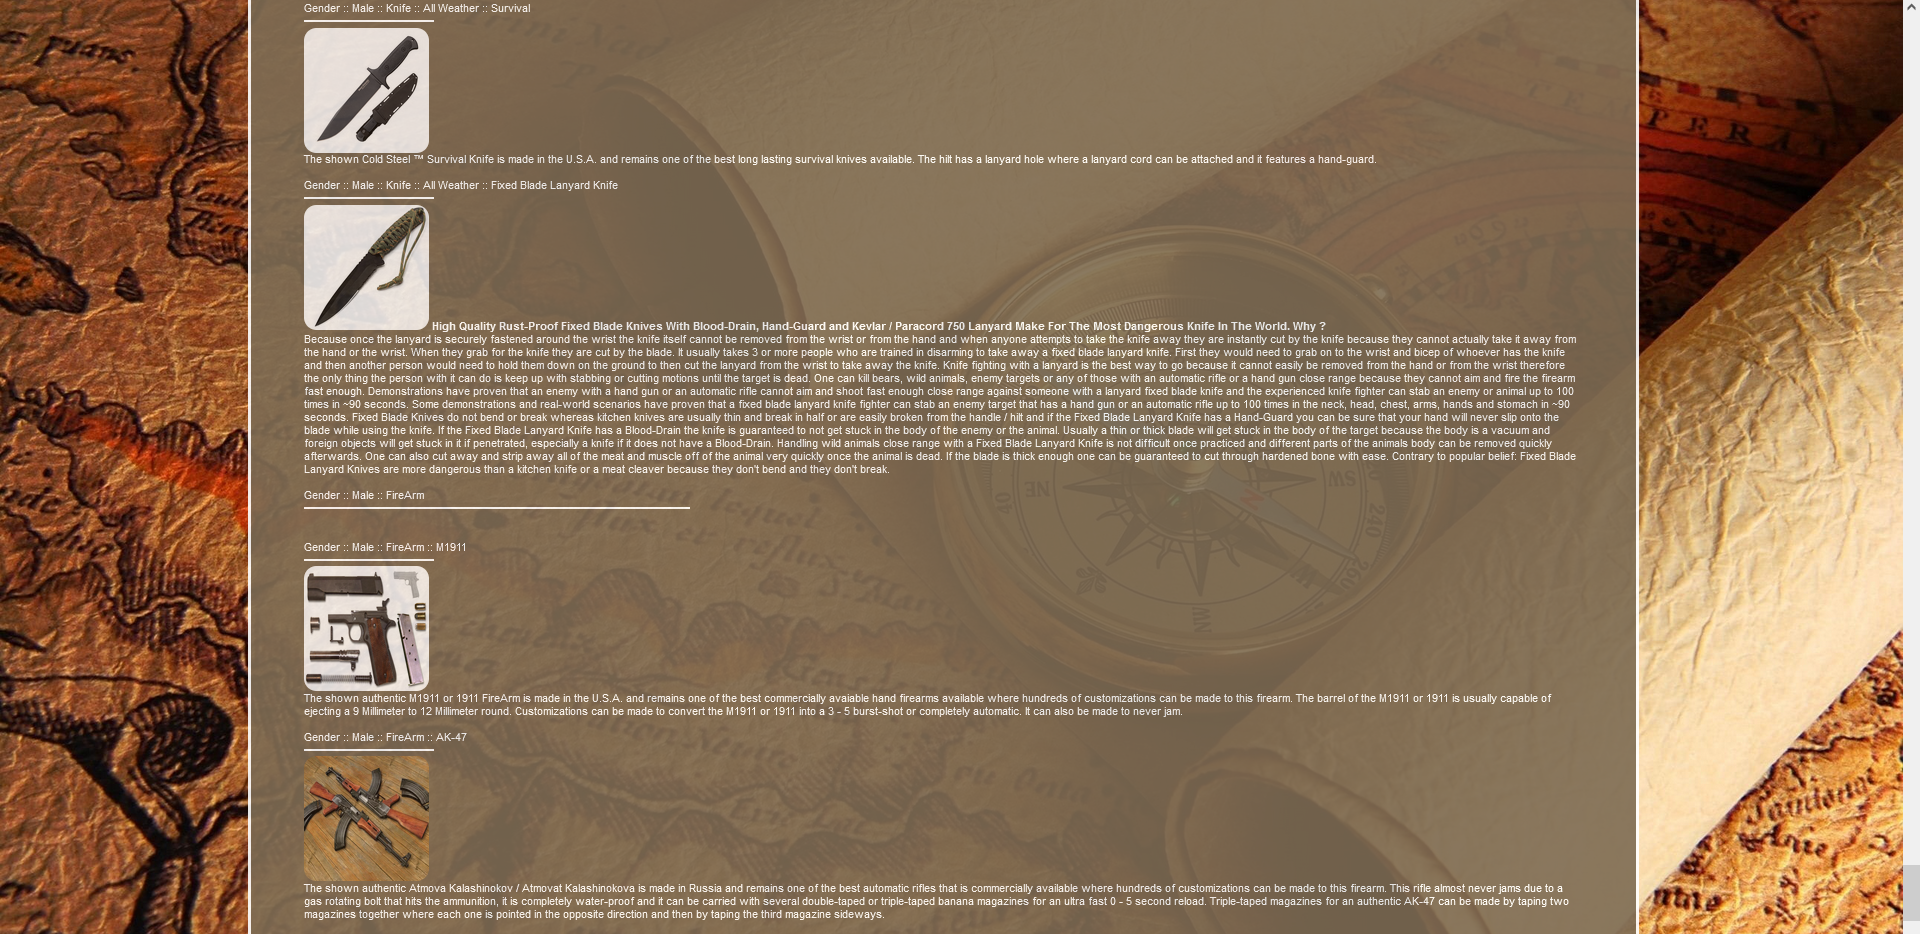 Gender :: Male :: Knife :: All Weather :: Survival
The shown Cold Steel ™ Survival Knife is made in the U.S.A. and remains one of the best long lasting survival knives available. The hilt has a lanyard hole where a lanyard cord can be attached and it features a hand-guard.
Gender :: Male :: Knife :: All Weather :: Fixed Blade Lanyard Knife
High Quality Rust-Proof Fixed Blade Knives With Blood-Drain, Hand-Guard and Kevlar / Paracord 750 Lanyard Make For The Most Dangerous Knife In The World. Why ?
Because once the lanyard is securely fastened around the wrist the knife itself cannot be removed from the wrist or from the hand and when anyone attempts to take the knife away they are instantly cut by the knife because they cannot actually take it away from
the hand or the wrist. When they grab for the knife they are cut by the blade. It usually takes 3 or more people who are trained in disarming to take away a fixed blade lanyard knife. First they would need to grab on to the wrist and bicep of whoever has the knife
and then another person would need to hold them down on the ground to then cut the lanyard from the wrist to take away the knife. Knife fighting with a lanyard is the best way to go because it cannot easily be removed from the hand or from the wrist therefore
the only thing the person with it can do is keep up with stabbing or cutting motions until the target is dead. One can kill bears, wild animals, enemy targets or any of those with an automatic rifle or a hand gun close range because they cannot aim and fire the firearm
fast enough. Demonstrations have proven that an enemy with a hand gun or an automatic rifle cannot aim and shoot fast enough close range against someone with a lanyard fixed blade knife and the experienced knife fighter can stab an enemy or animal up to 100
times in ~90 seconds. Some demonstrations and real-world scenarios have proven that a fixed blade lanyard knife fighter can stab an enemy target that has a hand gun or an automatic rifle up to 100 times in the neck, head, chest, arms, hands and stomach in ~90
seconds. Fixed Blade Knives do not bend or break whereas kitchen knives are usually thin and break in half or are easily broken from the handle / hilt and if the Fixed Blade Lanyard Knife has a Hand-Guard you can be sure that your hand will never slip onto the
blade while using the knife. If the Fixed Blade Lanyard Knife has a Blood-Drain the knife is guaranteed to not get stuck in the body of the enemy or the animal. Usually a thin or thick blade will get stuck in the body of the target because the body is a vacuum and
foreign objects will get stuck in it if penetrated, especially a knife if it does not have a Blood-Drain. Handling wild animals close range with a Fixed Blade Lanyard Knife is not difficult once practiced and different parts of the animals body can be removed quickly
afterwards. One can also cut away and strip away all of the meat and muscle off of the animal very quickly once the animal is dead. If the blade is thick enough one can be guaranteed to cut through hardened bone with ease. Contrary to popular belief: Fixed Blade
Lanyard Knives are more dangerous than a kitchen knife or a meat cleaver because they don't bend and they don't break.
Gender :: Male :: FireArm
Gender :: Male :: FireArm :: M1911
The shown authentic M1911 or 1911 FireArm is made in the U.S.A. and remains one of the best commercially avaiable hand firearms available where hundreds of customizations can be made to this firearm. The barrel of the M1911 or 1911 is usually capable of
ejecting a 9 Millimeter to 12 Millimeter round. Customizations can be made to convert the M1911 or 1911 into a 3 - 5 burst-shot or completely automatic. It can also be made to never jam.
Gender :: Male :: FireArm :: AK-47
The shown authentic Atmova Kalashinokov / Atmovat Kalashinokova is made in Russia and remains one of the best automatic rifles that is commercially available where hundreds of customizations can be made to this firearm. This rifle almost never jams due to a
gas rotating bolt that hits the ammunition, it is completely water-proof and it can be carried with several double-taped or triple-taped banana magazines for an ultra fast 0 - 5 second reload. Triple-taped magazines for an authentic AK-47 can be made by taping two
magazines together where each one is pointed in the opposite direction and then by taping the third magazine sideways.